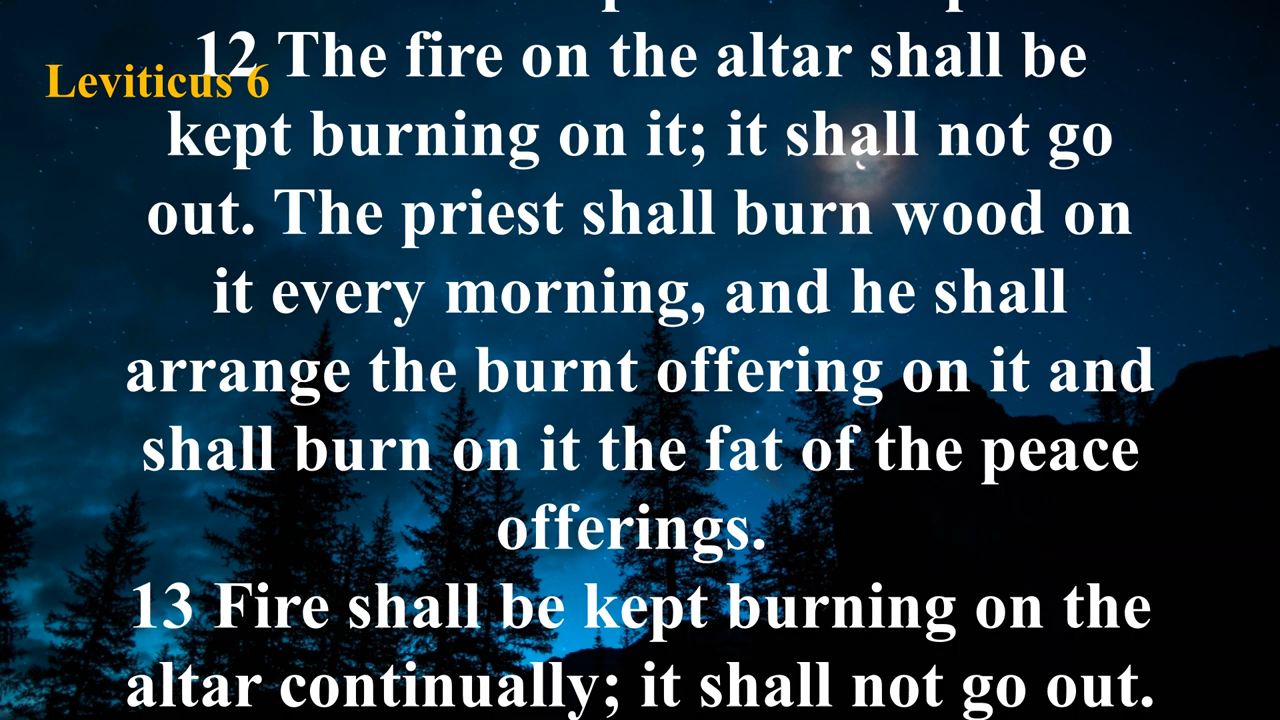 12 The fire on the altar shall be
Leviticus 6
kept burning on it; it shall not go
out. The priest shall burn wood on
it every morning, and he shall
arrange the burnt offering on it and
shall burn on it the fat of the peace
offerings.
13 Fire shall be kept burning on the
altar continually; it shall not go out.